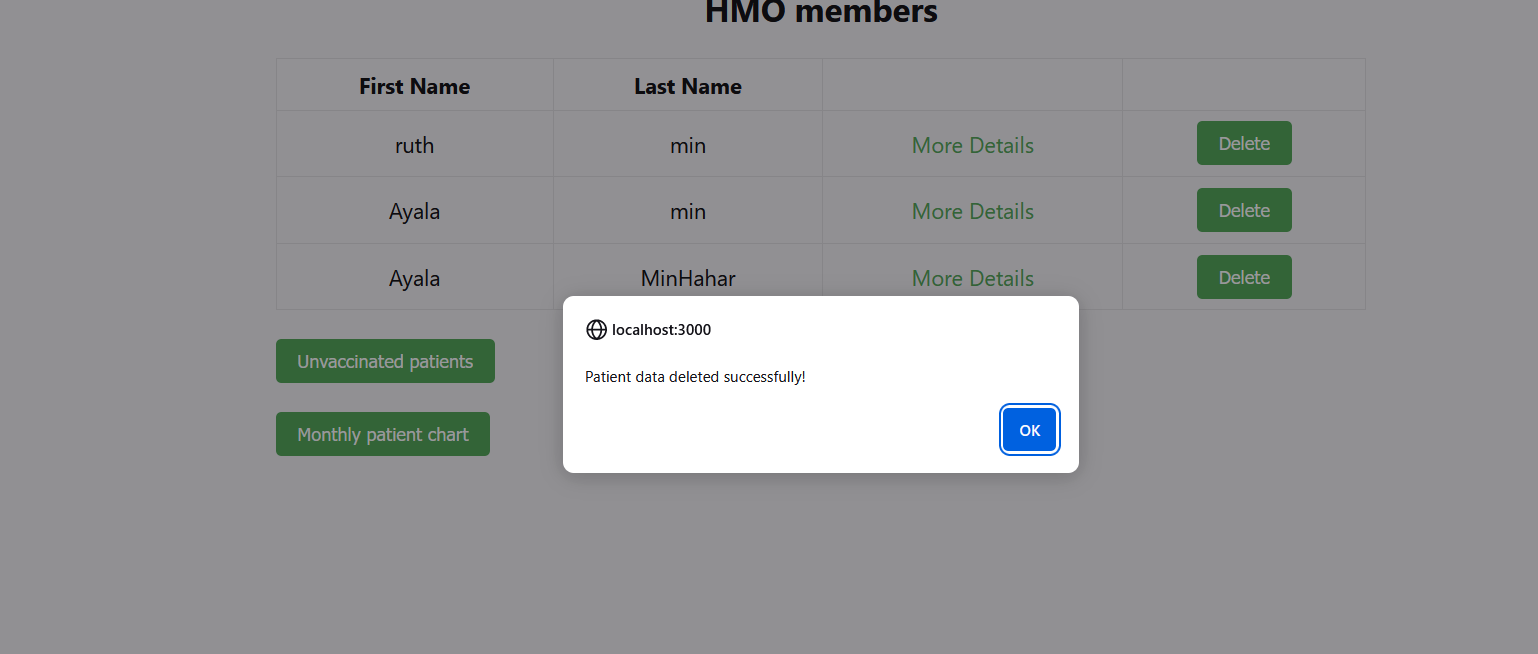 HMO members
First Name Last Name
ruth min More Details Delete
Ayala min More Details Delete
Ayala MinHahar More Details Delete
localhost:3000
Patient data deleted successfully!
OK
Unvaccinated patients
Monthly patient chart